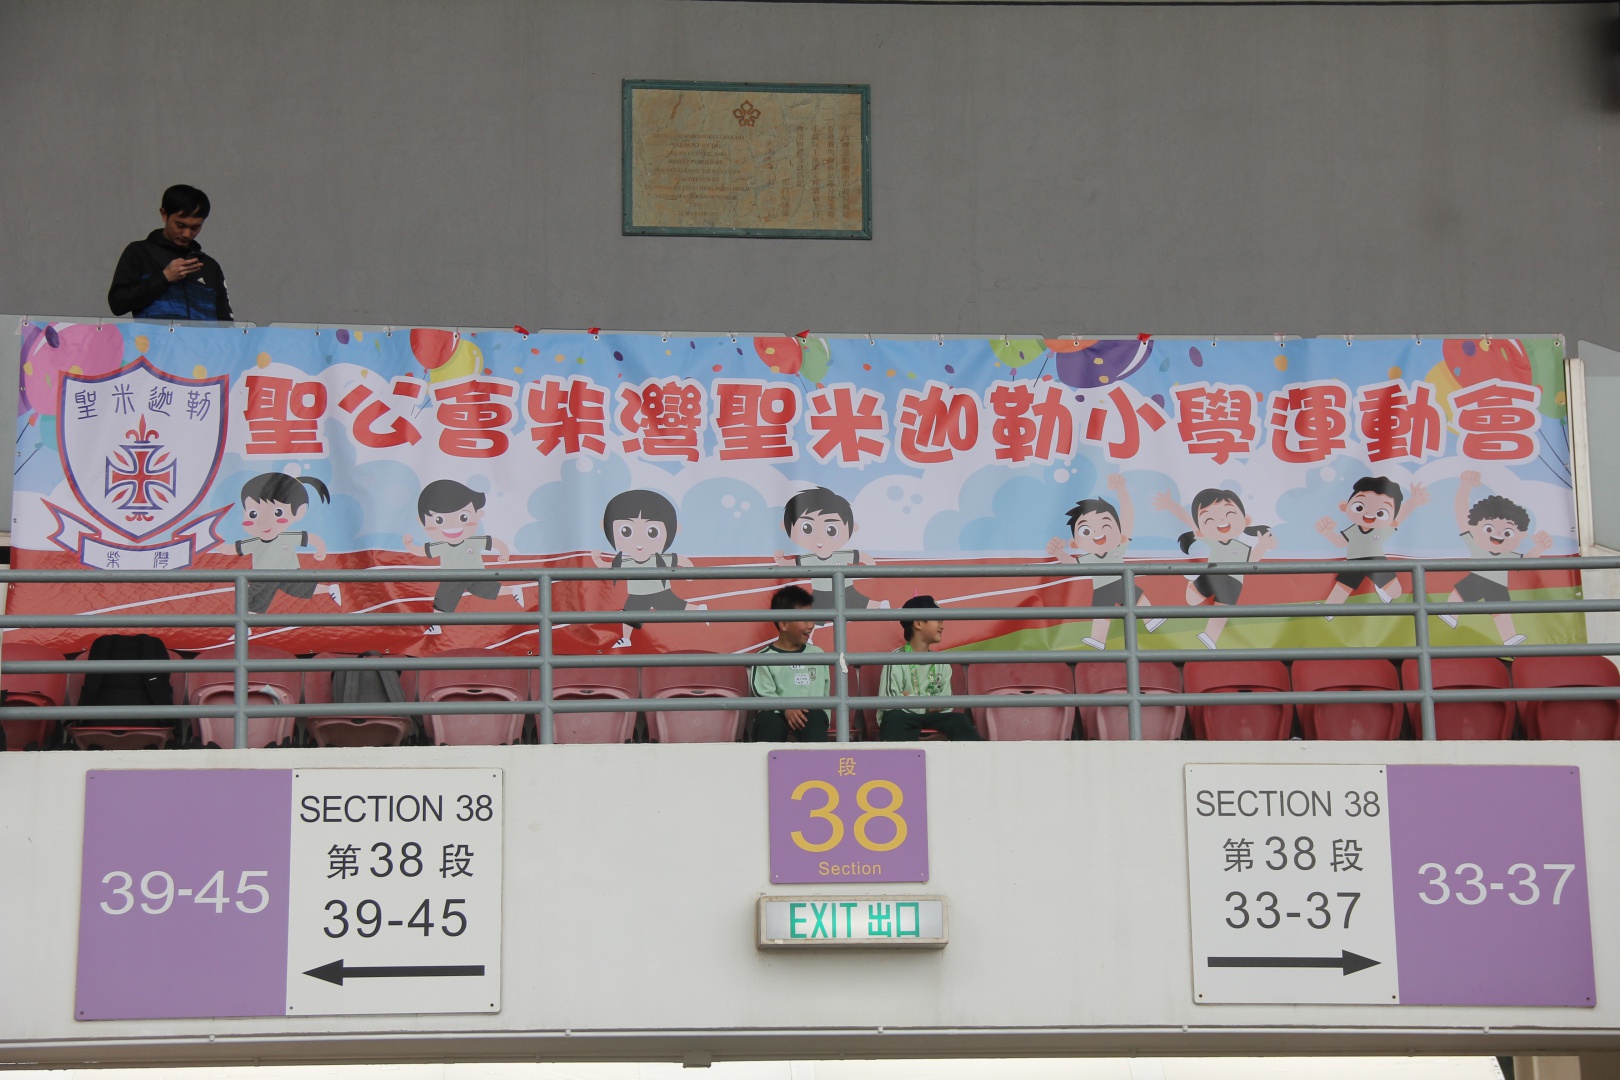 聖米迦勒
柴灣
聖公會柴灣聖米迦勒小學運動會
39-45
SECTION 38
第38段
39-45
段
38
Section
EXIT 出口
SECTION 38
第38段
33-37
33-37